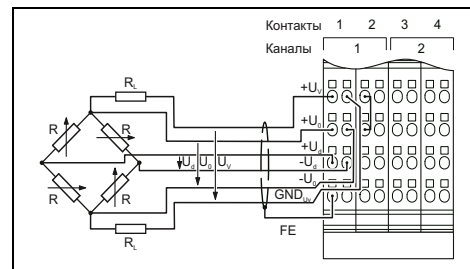 Контакты 1 2 3 4
Каналы 1 2
R_L
+U_V
R R
+U_0
+U_d
U_d U_0 U_V
-U_d
-U_0
R R
GND_Uv
FE
R_L